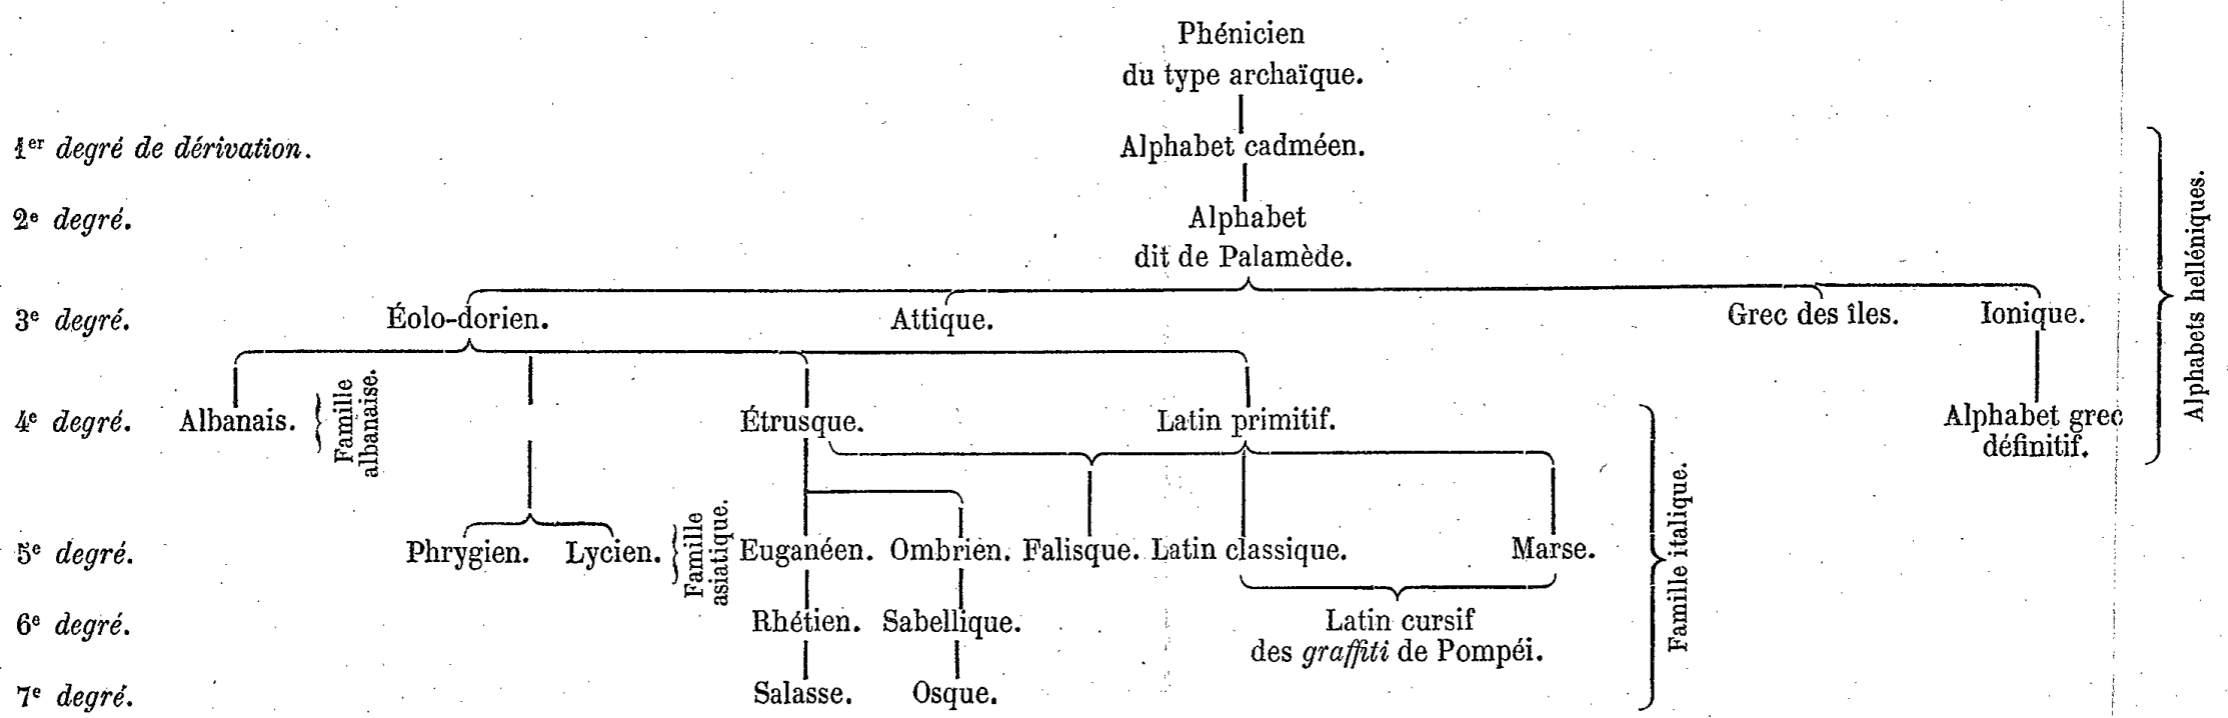 Phénicien
du type archaïque.
1er degré de dérivation.
Alphabet cadméen.
2e degré.
Alphabet
dit de Palamède.
3e degré.
Éolo-dorien.
Attique.
Grec des îles.
Ionique.
Alphabets helléniques.
4e degré.
Albanais.
Famille
albanaise.
Étrusque.
Latin primitif.
Alphabet grec
définitif.
5e degré.
Phrygien.
Lycien.
Famille
asiatique.
Euganéen.
Ombrien.
Falisque.
Latin classique.
Marse.
Famille italique.
6e degré.
Rhétien.
Sabellique.
Latin cursif
des graffiti de Pompéi.
7e degré.
Salasse.
Osque.